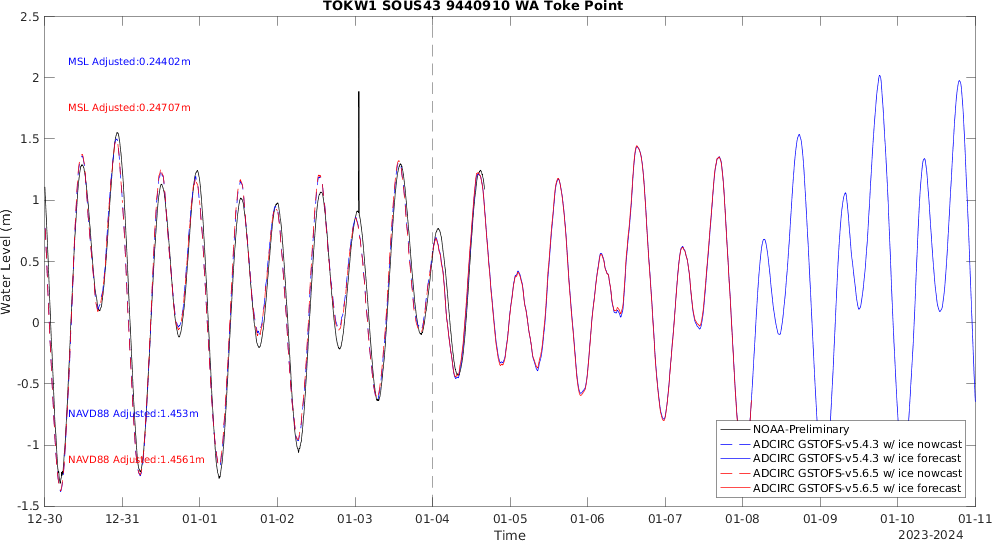 TOKW1 SOUS43 9440910 WA Toke Point
2.5
2
1.5
1
0.5
0
-0.5
-1
-1.5
Water Level (m)
MSL Adjusted:0.24402m
MSL Adjusted:0.24707m
NAVD88 Adjusted:1.453m
NAVD88 Adjusted:1.4561m
NOAA-Preliminary
ADCIRC GSTOFS-v5.4.3 w/ ice nowcast
ADCIRC GSTOFS-v5.4.3 w/ ice forecast
ADCIRC GSTOFS-v5.6.5 w/ ice nowcast
ADCIRC GSTOFS-v5.6.5 w/ ice forecast
12-30 12-31 01-01 01-02 01-03 01-04 01-05 01-06 01-07 01-08 01-09 01-10 01-11
Time
2023-2024